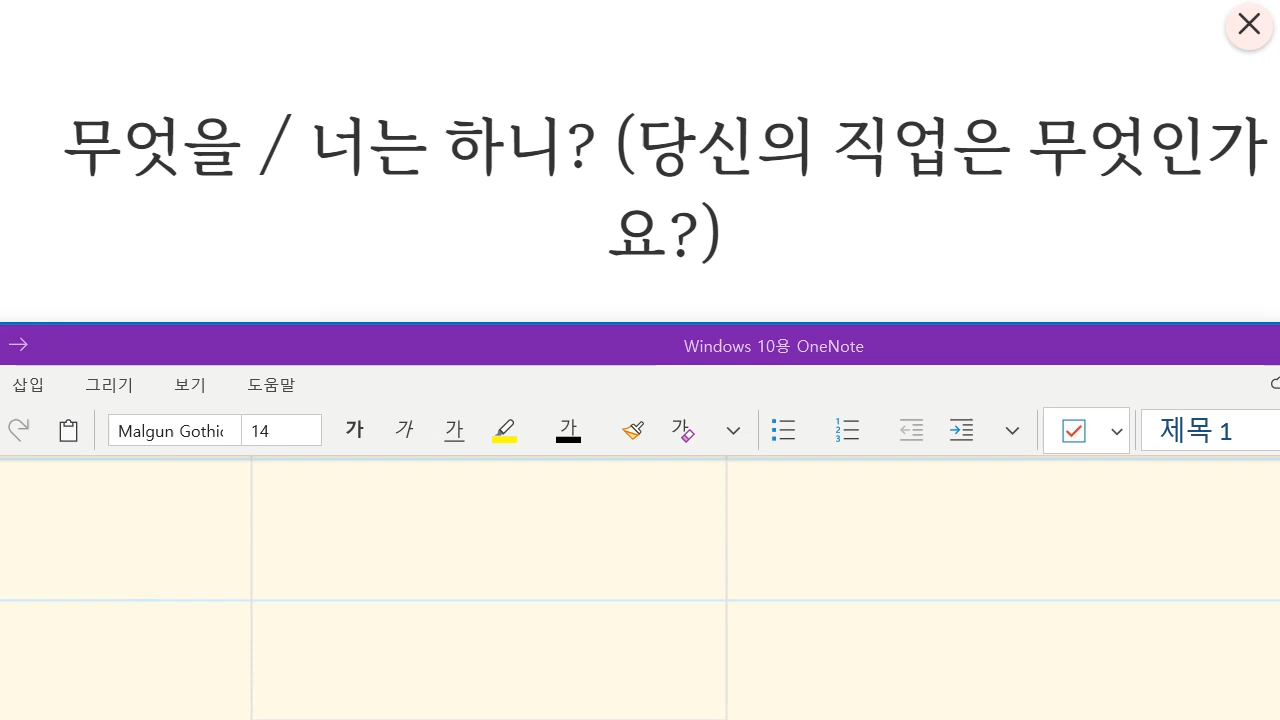 무엇을 / 너는 하니? (당신의 직업은 무엇인가
요?)
Windows 10용 OneNote
삽입 그리기 보기 도움말
Malgun Gothic 14 가 가 가 가 가 제목 1